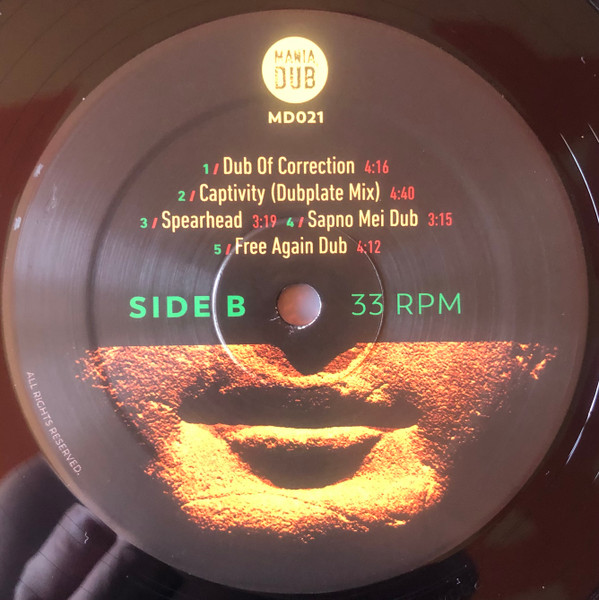 MANIA
DUB
MD021
1 / Dub Of Correction 4:16
2 / Captivity (Dubplate Mix) 4:40
3 / Spearhead 3:19 4 / Sapno Mei Dub 3:15
5 / Free Again Dub 4:12
SIDE B 33 RPM
ALL RIGHTS RESERVED.